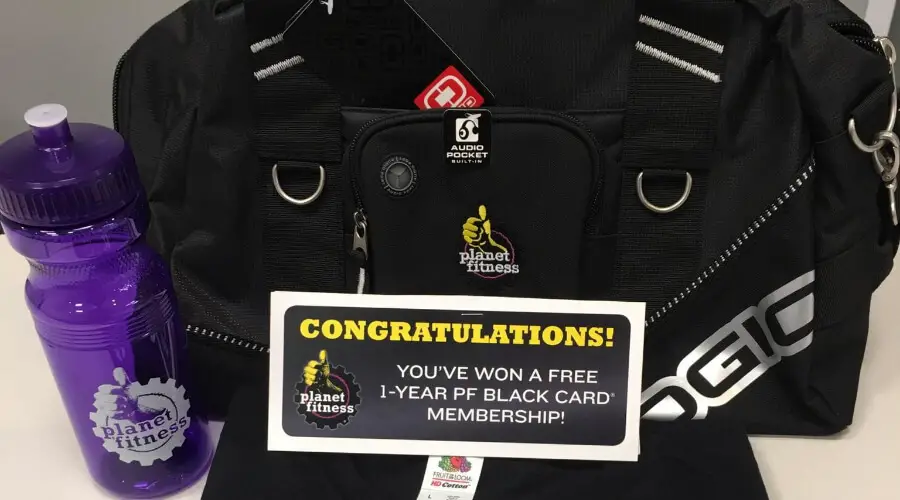 AUDIO
POCKET
BUILT-IN
planet
fitness
CONGRATULATIONS!
YOU'VE WON A FREE
1-YEAR PF BLACK CARD®
MEMBERSHIP!
planet
fitness
planet
fitness
OGIO
FRUIT OF THE LOOM
HD Cotton
L